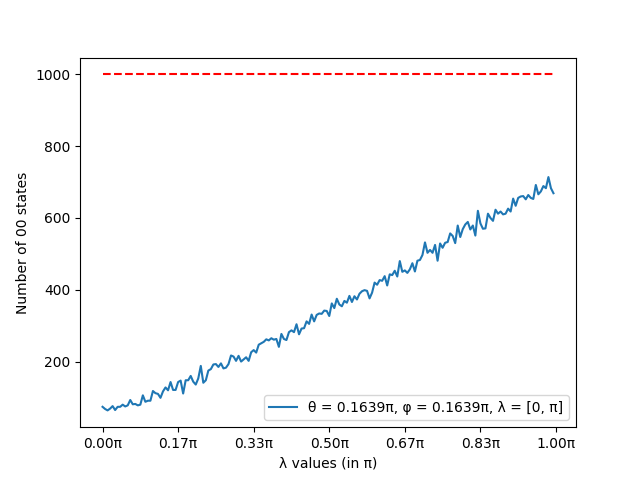 1000
800
600
400
200
Number of 00 states
θ = 0.1639π, φ = 0.1639π, λ = [0, π]
0.00π 0.17π 0.33π 0.50π 0.67π 0.83π 1.00π
λ values (in π)